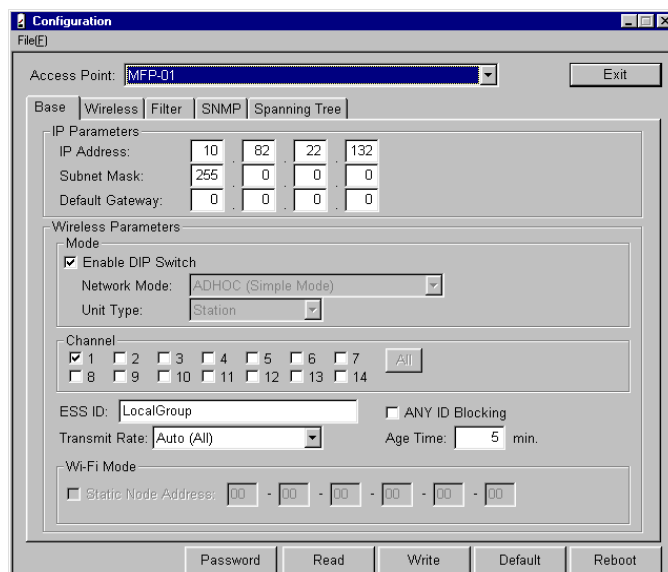 Configuration
File(F)
Access Point: MFP-01 Exit
Base Wireless Filter SNMP Spanning Tree
IP Parameters
IP Address: 10 . 82 . 22 . 132
Subnet Mask: 255 . 0 . 0 . 0
Default Gateway: 0 . 0 . 0 . 0
Wireless Parameters
Mode
Enable DIP Switch
Network Mode: ADHOC (Simple Mode)
Unit Type: Station
Channel
1 2 3 4 5 6 7 All
8 9 10 11 12 13 14
ESS ID: LocalGroup ANY ID Blocking
Transmit Rate: Auto (All) Age Time: 5 min.
Wi-Fi Mode
Static Node Address: 00 - 00 - 00 - 00 - 00 - 00
Password Read Write Default Reboot